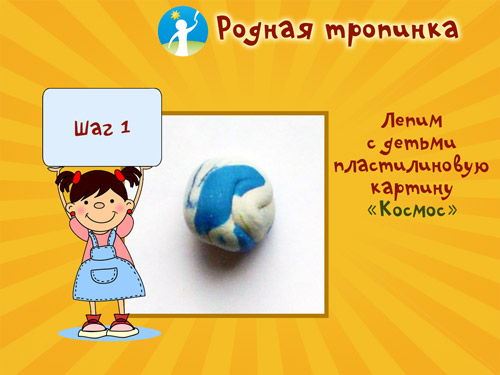 Родная тропинка
Шаг 1
Лепим
с детьми
пластилиновую
картину
«Космос»